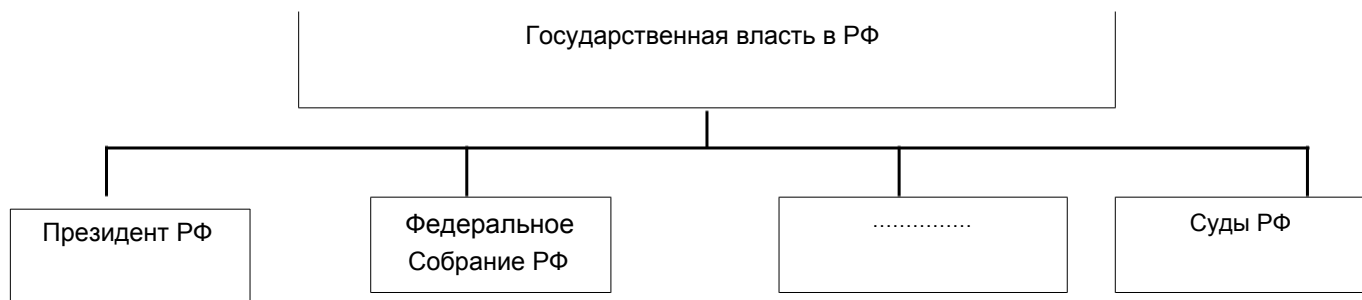 Государственная власть в РФ
Президент РФ
Федеральное
Собрание РФ
……………
Суды РФ